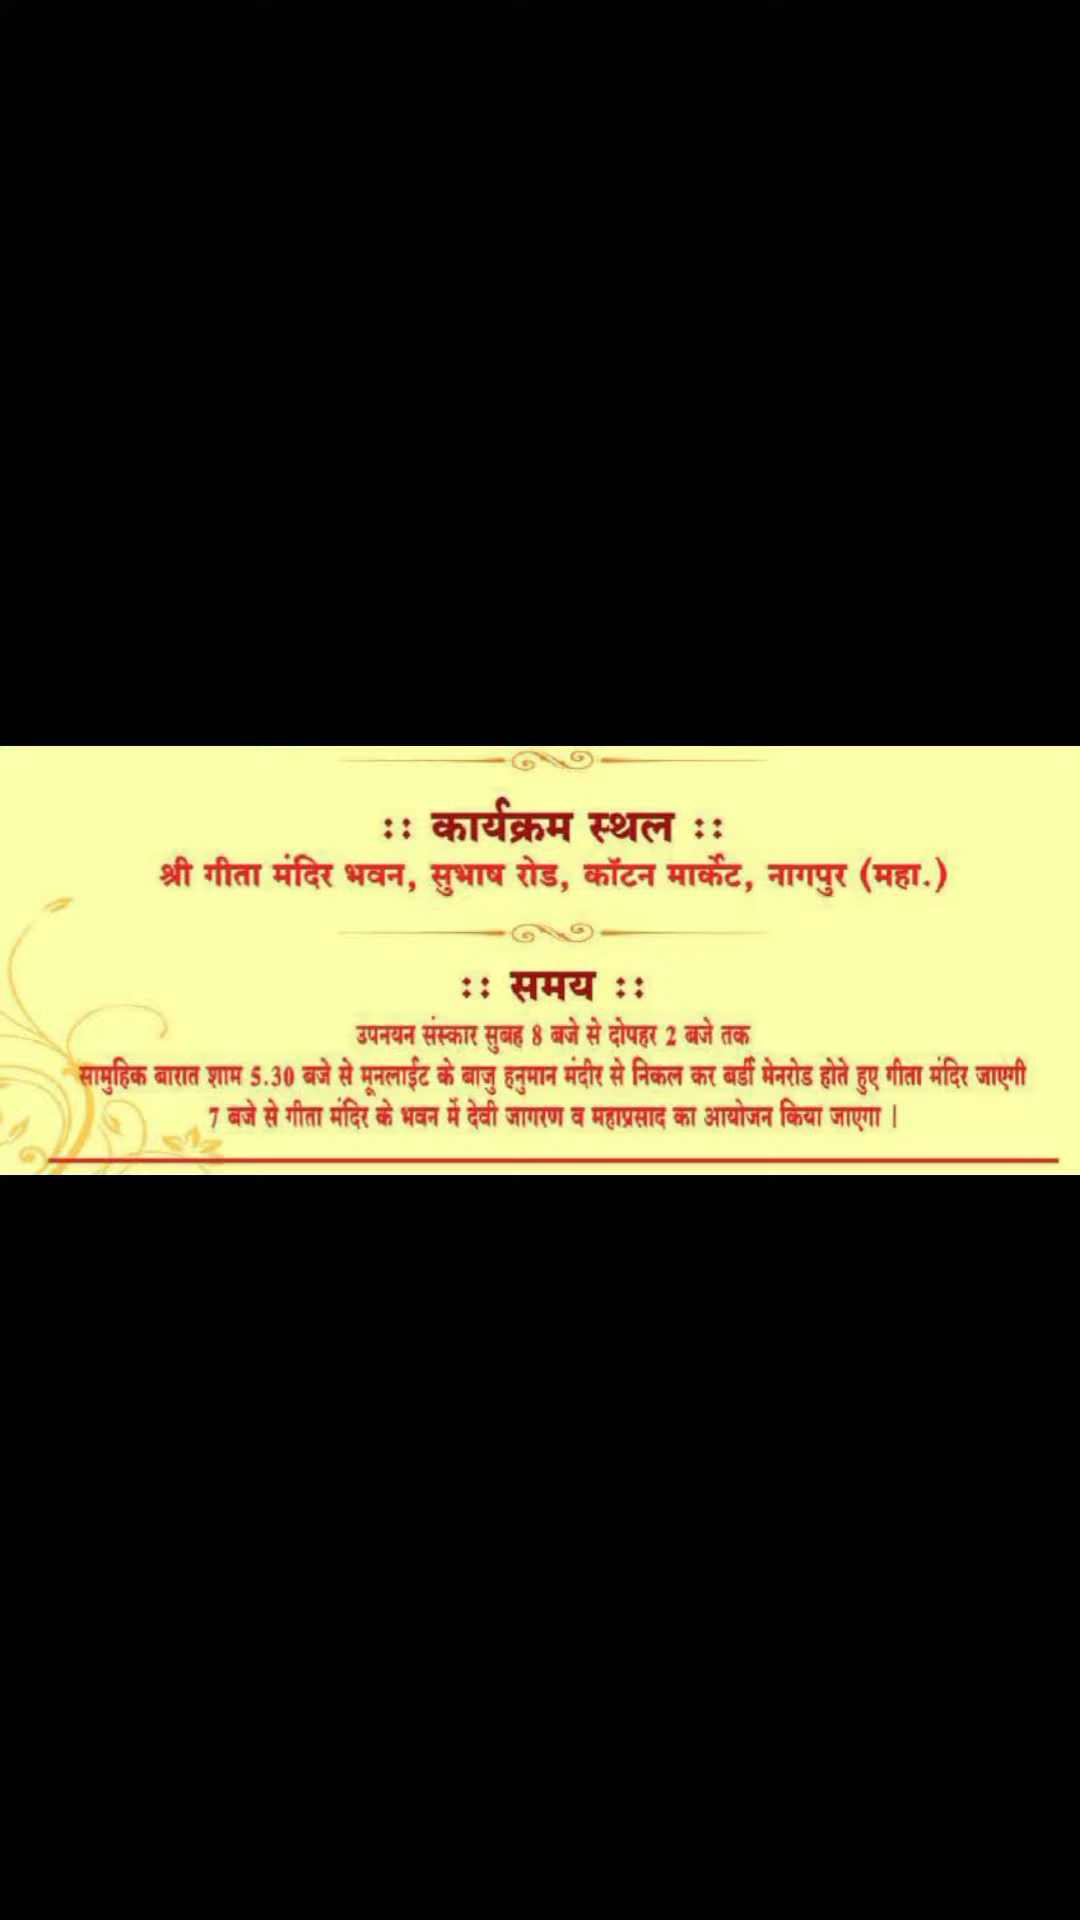 :: कार्यक्रम स्थल ::
श्री गीता मंदिर भवन, सुभाष रोड, कॉटन मार्केट, नागपुर (महा.)
:: समय ::
उपनयन संस्कार सुबह 8 बजे से दोपहर 2 बजे तक
सामुहिक बारात शाम 5.30 बजे से मूनलाईट के बाजु हनुमान मंदीर से निकल कर बर्डी मेनरोड होते हुए गीता मंदिर जाएगी
7 बजे से गीता मंदिर के भवन में देवी जागरण व महाप्रसाद का आयोजन किया जाएगा |